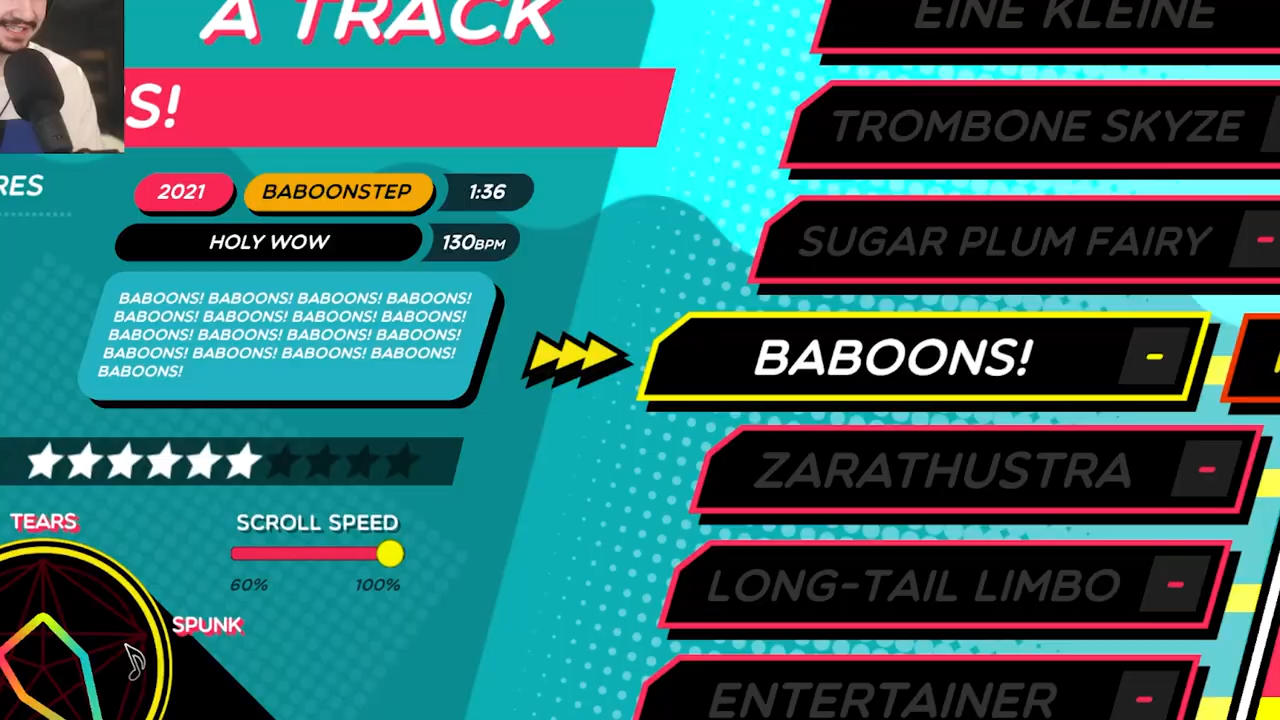 A TRACK
S!
RES
2021
BABOONSTEP
1:36
HOLY WOW
130BPM
BABOONS! BABOONS! BABOONS! BABOONS!
BABOONS! BABOONS! BABOONS! BABOONS!
BABOONS! BABOONS! BABOONS! BABOONS!
BABOONS! BABOONS! BABOONS! BABOONS!
BABOONS!
TEARS
SCROLL SPEED
60%
100%
SPUNK
EINE KLEINE
TROMBONE SKYZE
SUGAR PLUM FAIRY -
BABOONS! -
ZARATHUSTRA -
LONG-TAIL LIMBO -
ENTERTAINER -